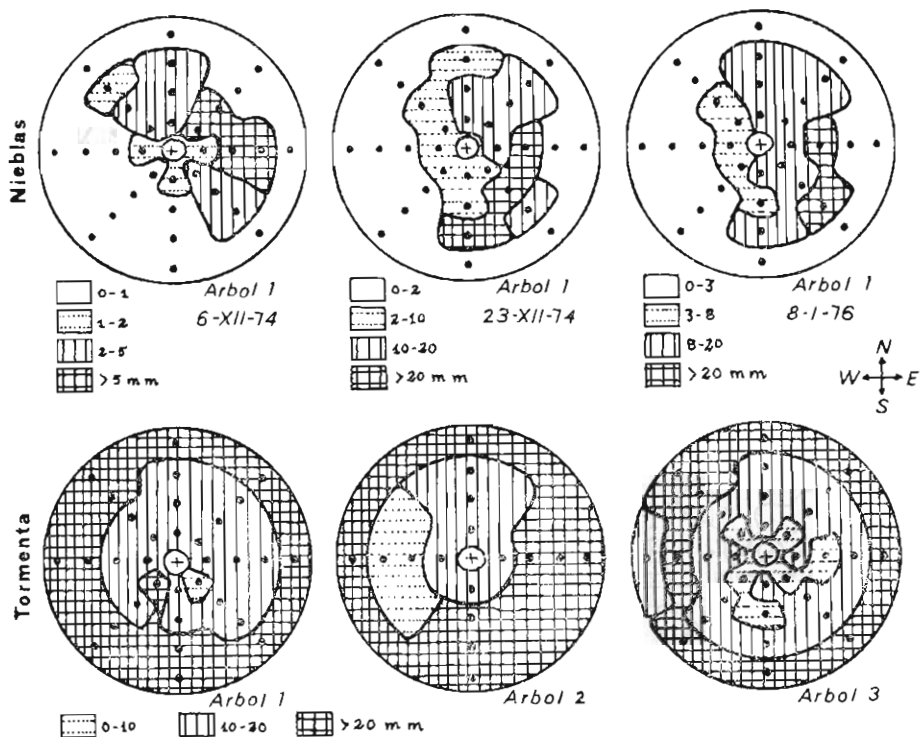 Nieblas
0-1
1-2
2-5
>5 mm
Arbol 1
6-XII-74
0-2
2-10
10-20
>20 mm
Arbol 1
23-XII-74
0-3
3-8
8-20
>20 mm
Arbol 1
8-1-76
N
W E
S
Tormenta
Arbol 1
Arbol 2
Arbol 3
0-10
10-20
>20 mm